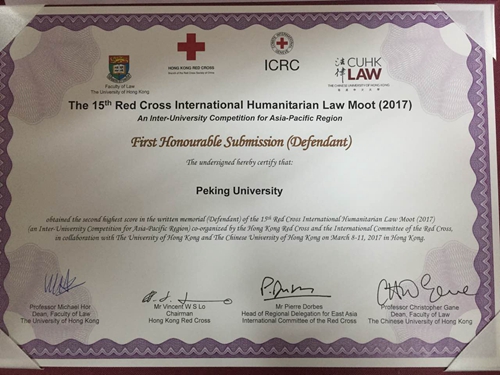 Faculty of Law
The University of Hong Kong
HONG KONG RED CROSS
ICRC
法律
CUHK
LAW
THE CHINESE UNIVERSITY OF HONG KONG
The 15th Red Cross International Humanitarian Law Moot (2017)
An Inter-University Competition for Asia-Pacific Region
First Honourable Submission (Defendant)
The undersigned hereby certify that:
Peking University
obtained the second highest score in the written memorial (Defendant) of the 15th Red Cross International Humanitarian Law Moot (2017)
(an Inter-University Competition for Asia-Pacific Region) co-organized by the Hong Kong Red Cross and the International Committee of the Red Cross,
in collaboration with The University of Hong Kong and The Chinese University of Hong Kong on March 8-11, 2017 in Hong Kong.
Professor Michael Hor
Dean, Faculty of Law
The University of Hong Kong
Mr Vincent W S Lo
Chairman
Hong Kong Red Cross
Mr Pierre Dorbes
Head of Regional Delegation for East Asia
International Committee of the Red Cross
Professor Christopher Gane
Dean, Faculty of Law
The Chinese University of Hong Kong